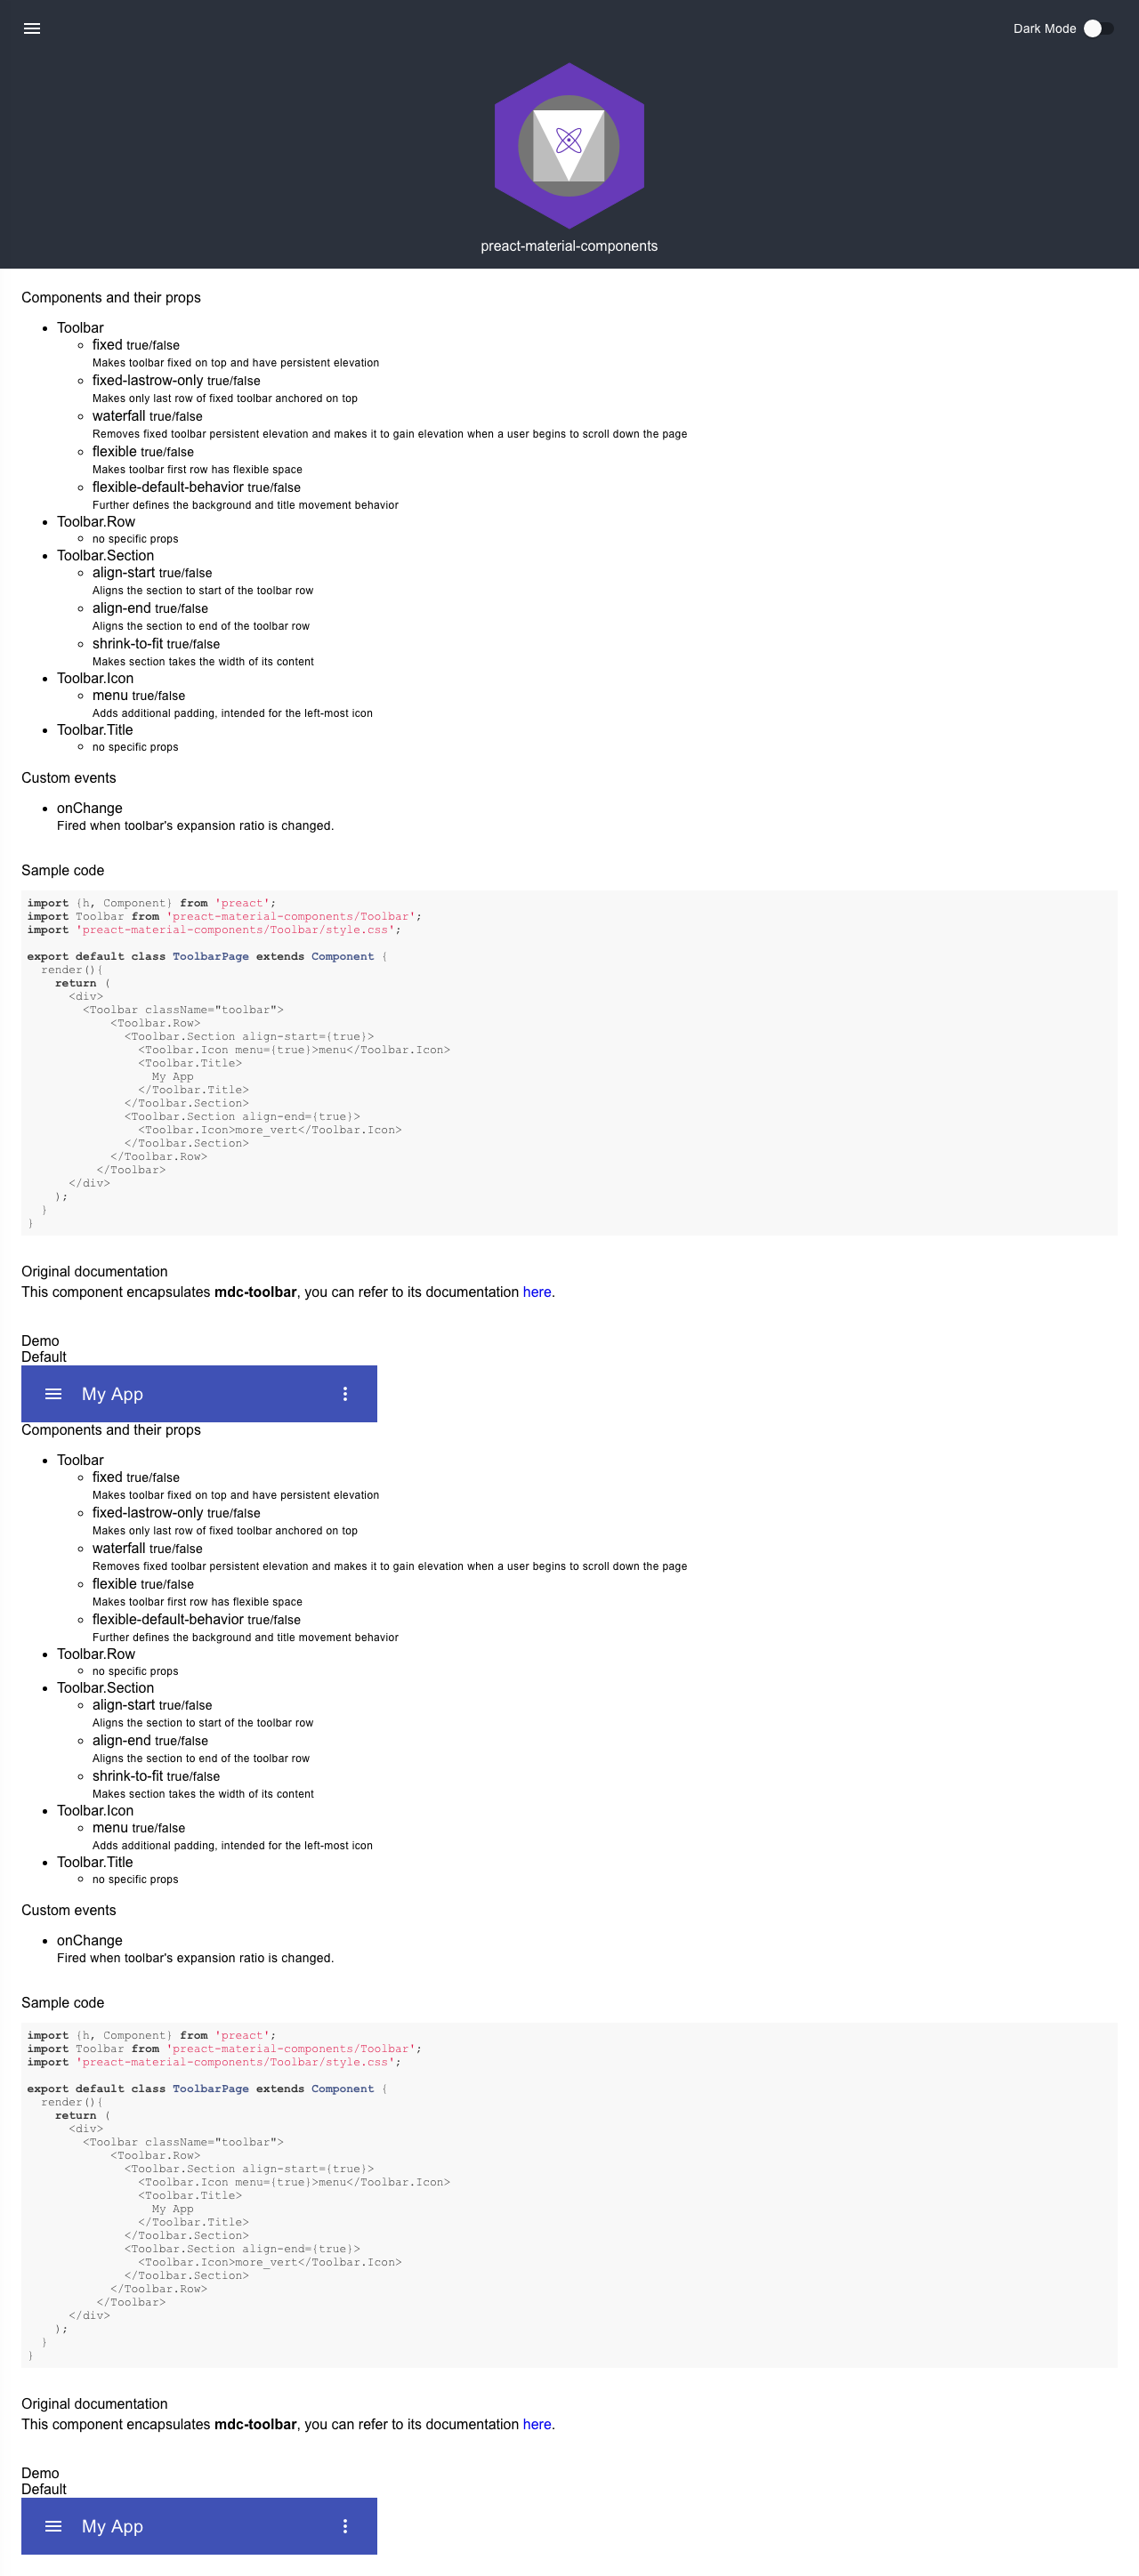 Dark Mode
preact-material-components
Components and their props
Toolbar
fixed true/false
Makes toolbar fixed on top and have persistent elevation
fixed-lastrow-only true/false
Makes only last row of fixed toolbar anchored on top
waterfall true/false
Removes fixed toolbar persistent elevation and makes it to gain elevation when a user begins to scroll down the page
flexible true/false
Makes toolbar first row has flexible space
flexible-default-behavior true/false
Further defines the background and title movement behavior
Toolbar.Row
no specific props
Toolbar.Section
align-start true/false
Aligns the section to start of the toolbar row
align-end true/false
Aligns the section to end of the toolbar row
shrink-to-fit true/false
Makes section takes the width of its content
Toolbar.Icon
menu true/false
Adds additional padding, intended for the left-most icon
Toolbar.Title
no specific props
Custom events
onChange
Fired when toolbar's expansion ratio is changed.
Sample code
import {h, Component} from 'preact';
import Toolbar from 'preact-material-components/Toolbar';
import 'preact-material-components/Toolbar/style.css';
export default class ToolbarPage extends Component {
render(){
return (
<div>
<Toolbar className="toolbar">
<Toolbar.Row>
<Toolbar.Section align-start={true}>
<Toolbar.Icon menu={true}>menu</Toolbar.Icon>
<Toolbar.Title>
My App
</Toolbar.Title>
</Toolbar.Section>
<Toolbar.Section align-end={true}>
<Toolbar.Icon>more_vert</Toolbar.Icon>
</Toolbar.Section>
</Toolbar.Row>
</Toolbar>
</div>
);
}
}
Original documentation
This component encapsulates mdc-toolbar, you can refer to its documentation here.
Demo
Default
My App
Components and their props
Toolbar
fixed true/false
Makes toolbar fixed on top and have persistent elevation
fixed-lastrow-only true/false
Makes only last row of fixed toolbar anchored on top
waterfall true/false
Removes fixed toolbar persistent elevation and makes it to gain elevation when a user begins to scroll down the page
flexible true/false
Makes toolbar first row has flexible space
flexible-default-behavior true/false
Further defines the background and title movement behavior
Toolbar.Row
no specific props
Toolbar.Section
align-start true/false
Aligns the section to start of the toolbar row
align-end true/false
Aligns the section to end of the toolbar row
shrink-to-fit true/false
Makes section takes the width of its content
Toolbar.Icon
menu true/false
Adds additional padding, intended for the left-most icon
Toolbar.Title
no specific props
Custom events
onChange
Fired when toolbar's expansion ratio is changed.
Sample code
import {h, Component} from 'preact';
import Toolbar from 'preact-material-components/Toolbar';
import 'preact-material-components/Toolbar/style.css';
export default class ToolbarPage extends Component {
render(){
return (
<div>
<Toolbar className="toolbar">
<Toolbar.Row>
<Toolbar.Section align-start={true}>
<Toolbar.Icon menu={true}>menu</Toolbar.Icon>
<Toolbar.Title>
My App
</Toolbar.Title>
</Toolbar.Section>
<Toolbar.Section align-end={true}>
<Toolbar.Icon>more_vert</Toolbar.Icon>
</Toolbar.Section>
</Toolbar.Row>
</Toolbar>
</div>
);
}
}
Original documentation
This component encapsulates mdc-toolbar, you can refer to its documentation here.
Demo
Default
My App